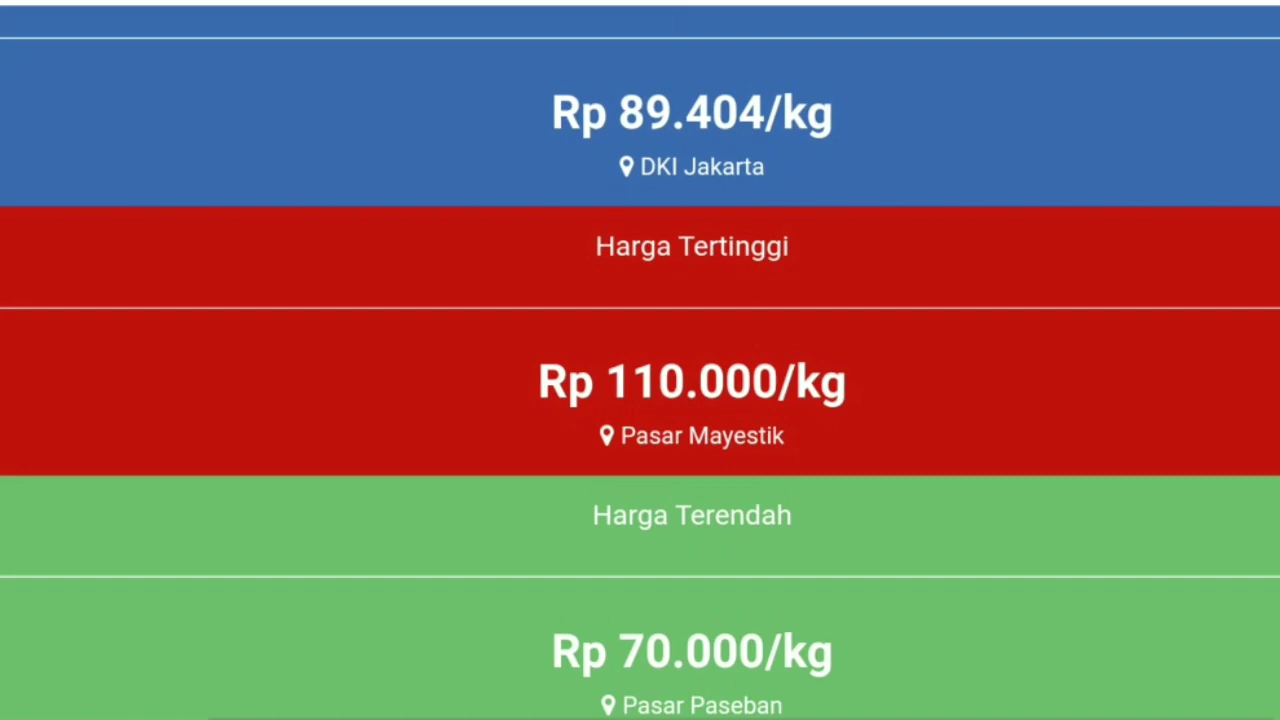 Rp 89.404/kg
DKI Jakarta
Harga Tertinggi
Rp 110.000/kg
Pasar Mayestik
Harga Terendah
Rp 70.000/kg
Pasar Paseban